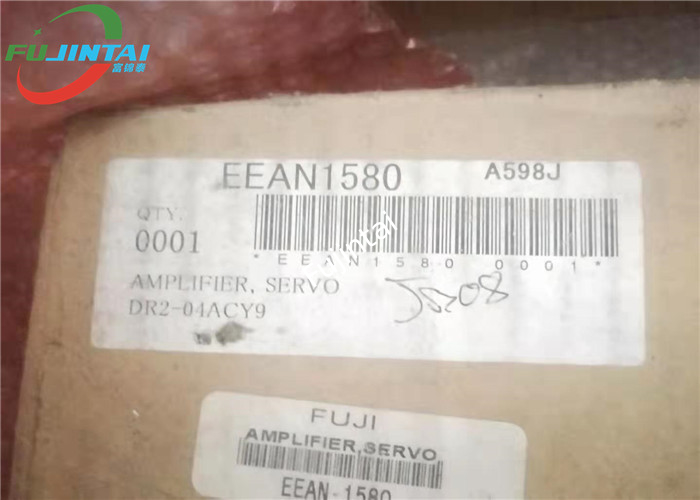 FUJINTAI
富锦泰
EEAN1580 A598J
QTY.
0001
*EEAN1580 0001*
AMPLIFIER, SERVO
DR2-04ACY9
Fujintai
FUJI
AMPLIFIER,SERVO
EEAN-1580